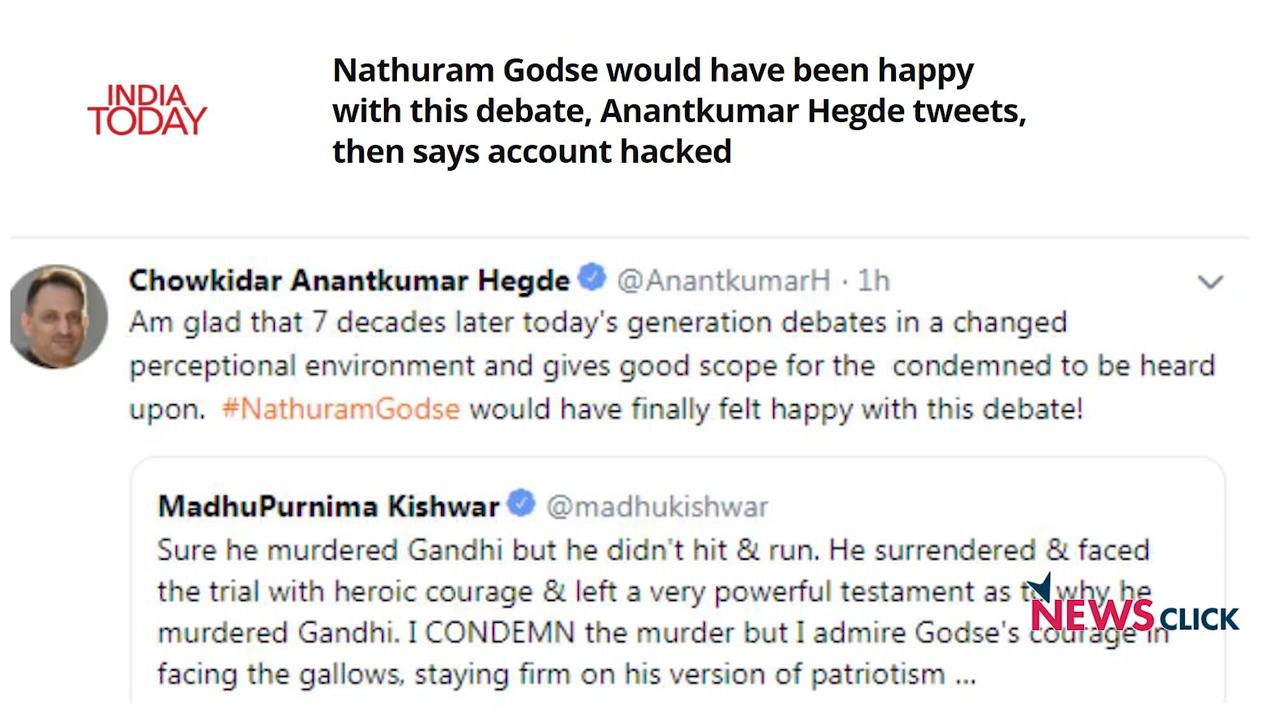 INDIA
TODAY
Nathuram Godse would have been happy
with this debate, Anantkumar Hegde tweets,
then says account hacked
Chowkidar Anantkumar Hegde @AnantkumarH · 1h
Am glad that 7 decades later today's generation debates in a changed
perceptional environment and gives good scope for the condemned to be heard
upon. #NathuramGodse would have finally felt happy with this debate!
MadhuPurnima Kishwar @madhukishwar
Sure he murdered Gandhi but he didn't hit & run. He surrendered & faced
the trial with heroic courage & left a very powerful testament as to why he
murdered Gandhi. I CONDEMN the murder but I admire Godse's courage in
facing the gallows, staying firm on his version of patriotism ...
NEWSCLICK